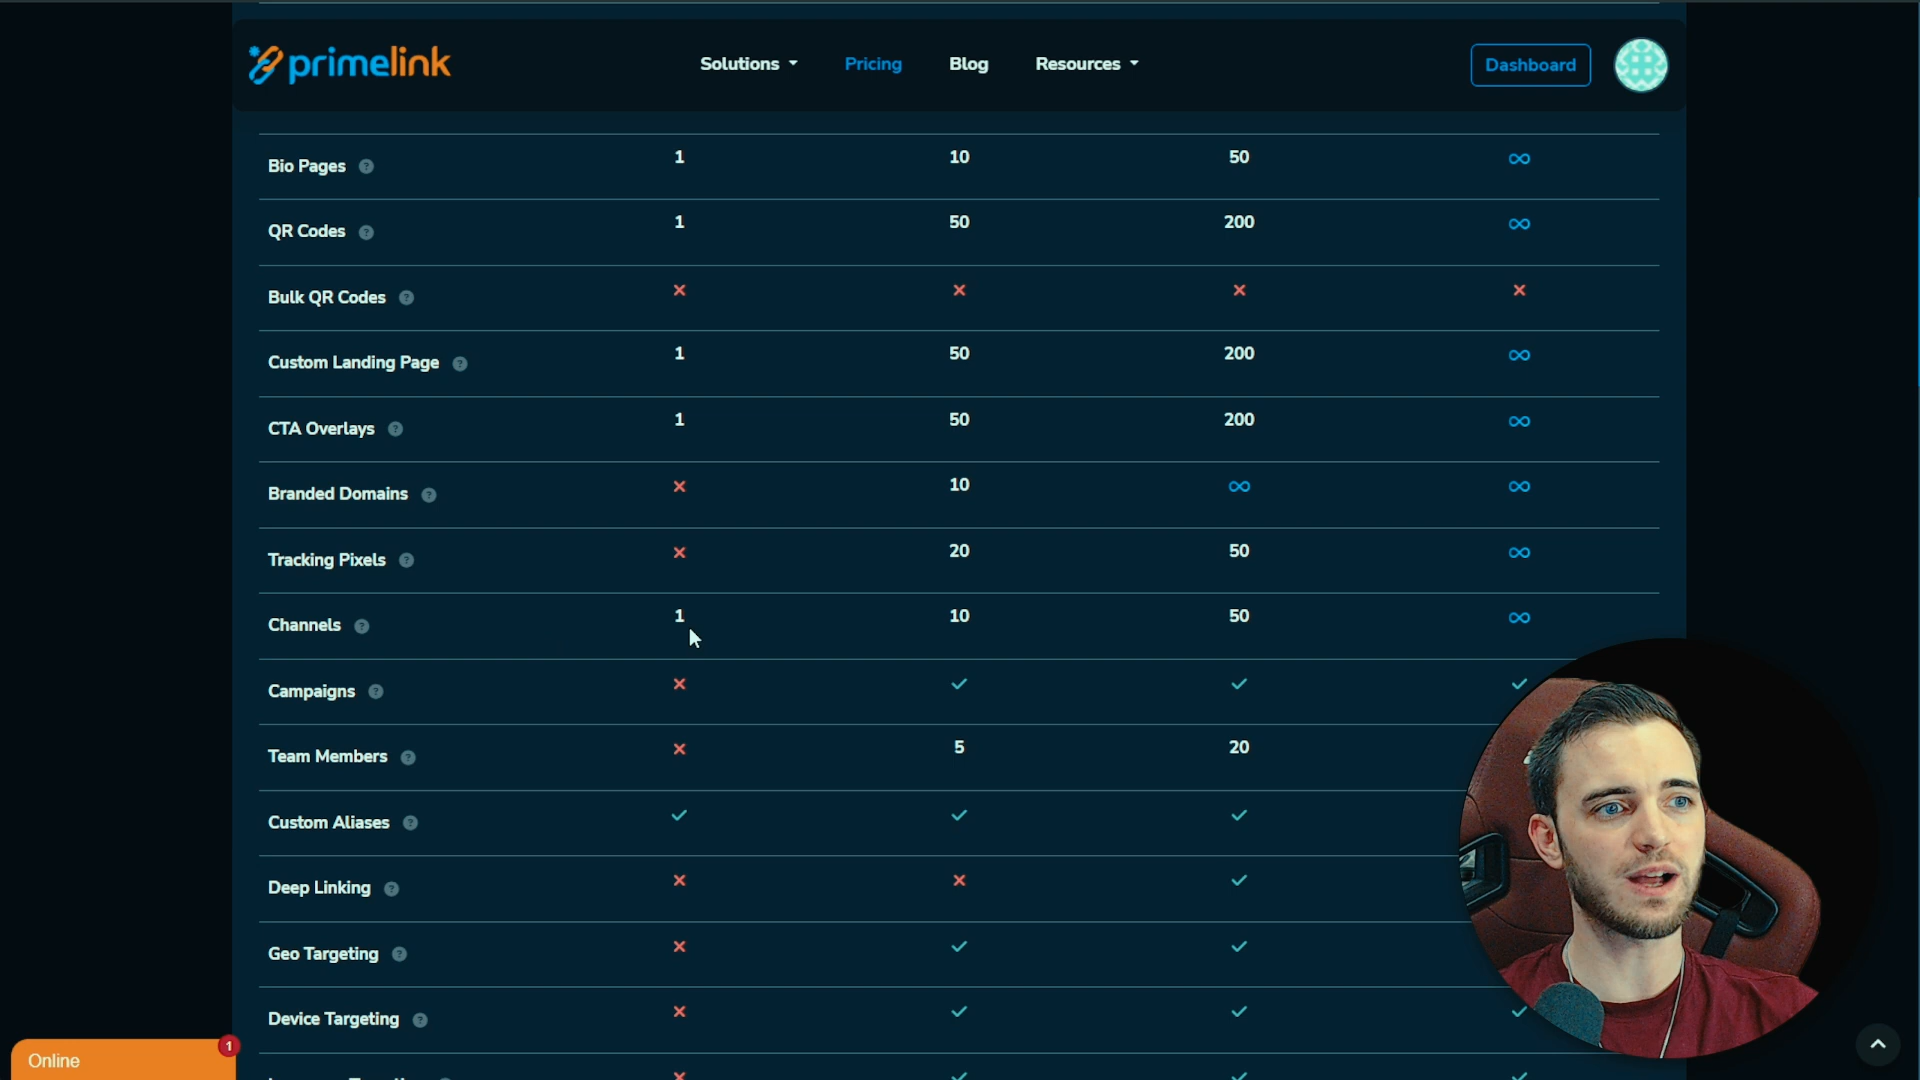 primelink
Solutions Pricing Blog Resources Dashboard
Bio Pages ? 1 10 50 ∞
QR Codes ? 1 50 200 ∞
Bulk QR Codes ? ✕ ✕ ✕ ✕
Custom Landing Page ? 1 50 200 ∞
CTA Overlays ? 1 50 200 ∞
Branded Domains ? ✕ 10 ∞ ∞
Tracking Pixels ? ✕ 20 50 ∞
Channels ? 1 10 50 ∞
Campaigns ? ✕ ✓ ✓ ✓
Team Members ? ✕ 5 20
Custom Aliases ? ✓ ✓ ✓
Deep Linking ? ✕ ✕ ✓
Geo Targeting ? ✕ ✓ ✓
Device Targeting ? ✕ ✓ ✓ ✓
Online 1